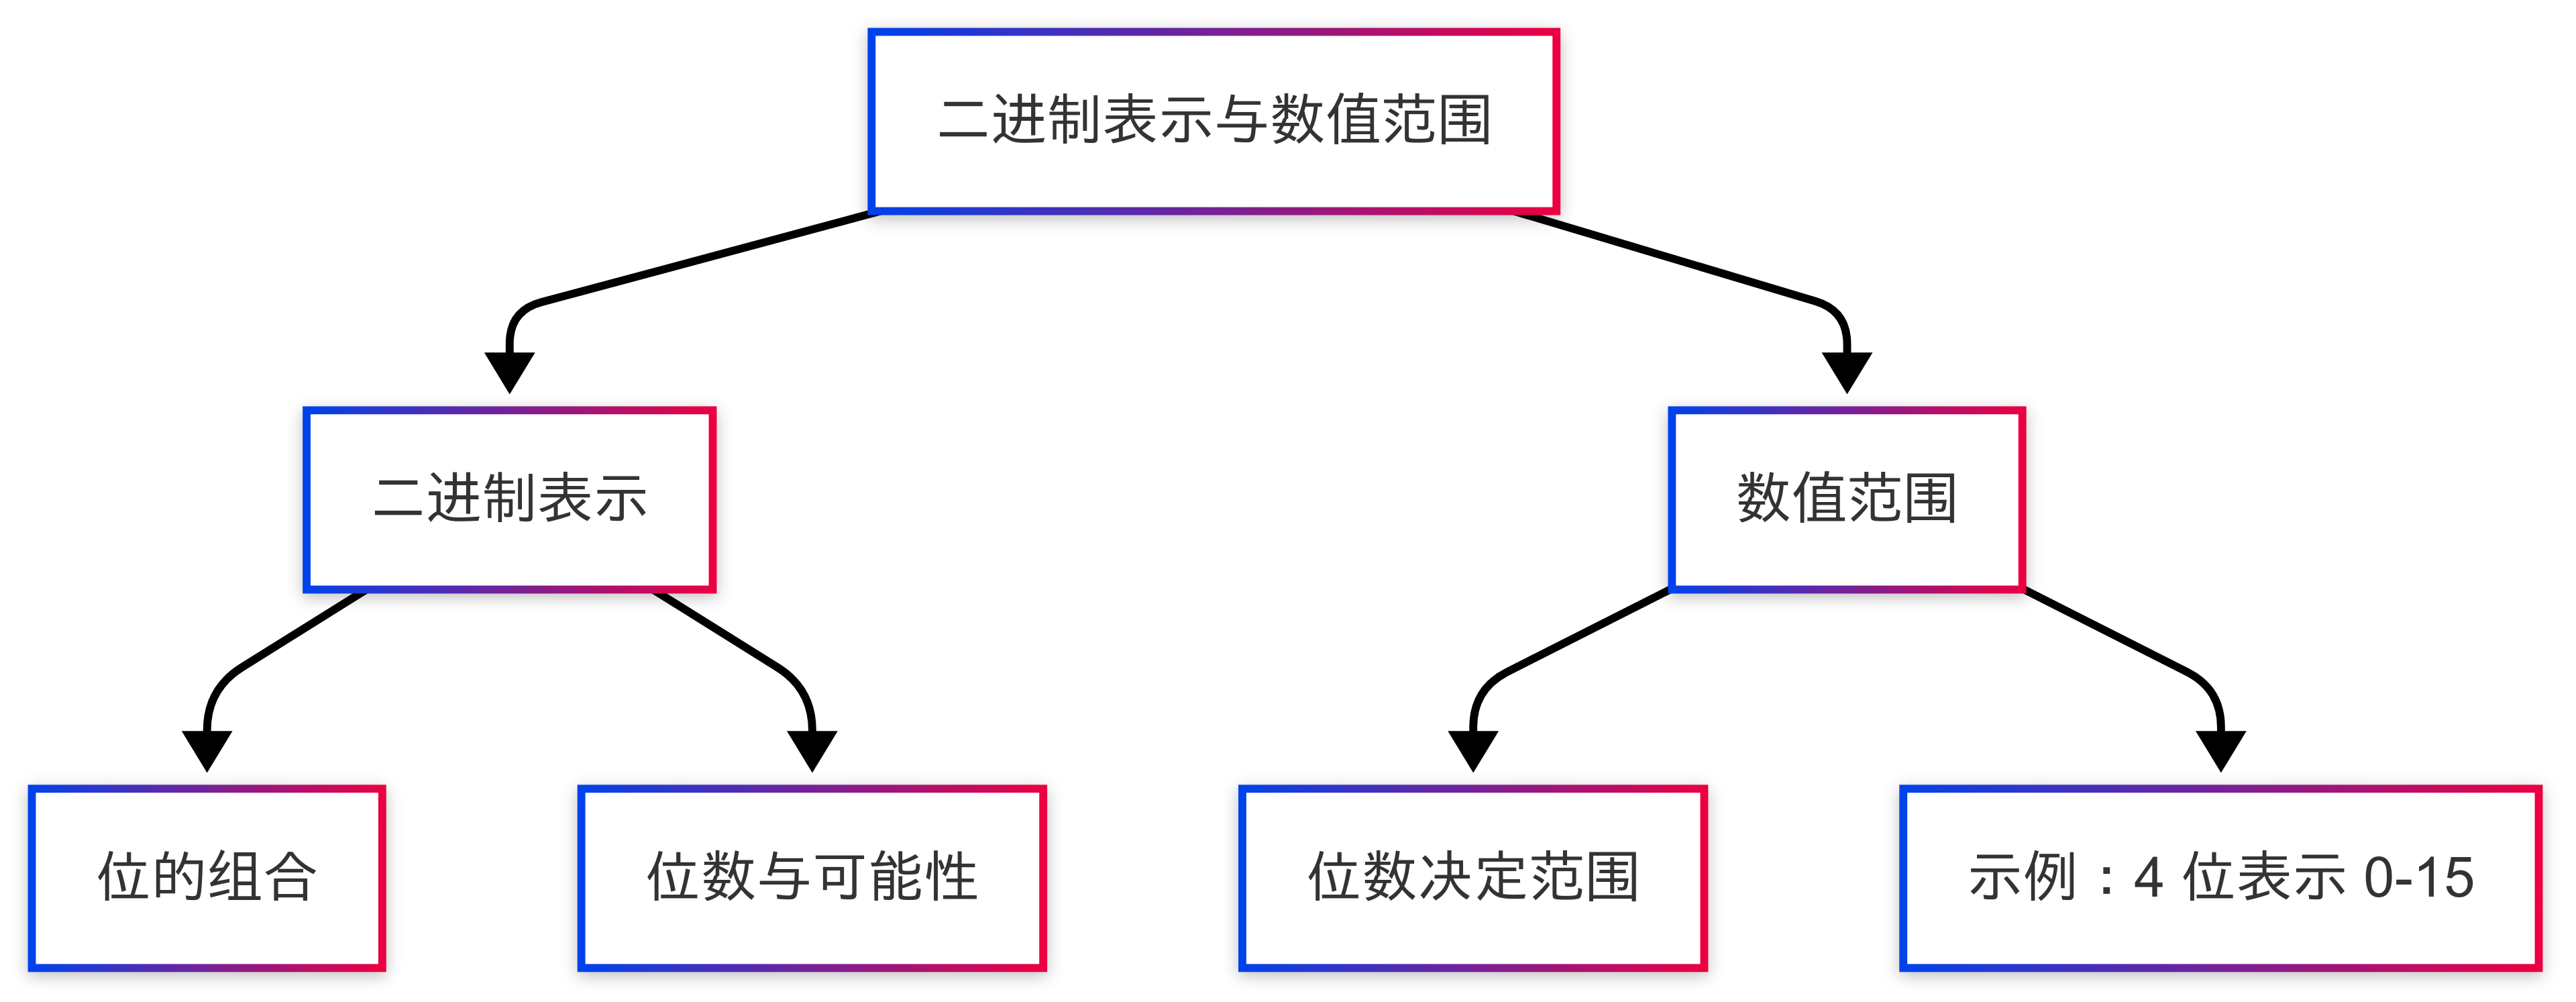 二进制表示与数值范围
二进制表示
数值范围
位的组合
位数与可能性
位数决定范围
示例：4 位表示 0-15